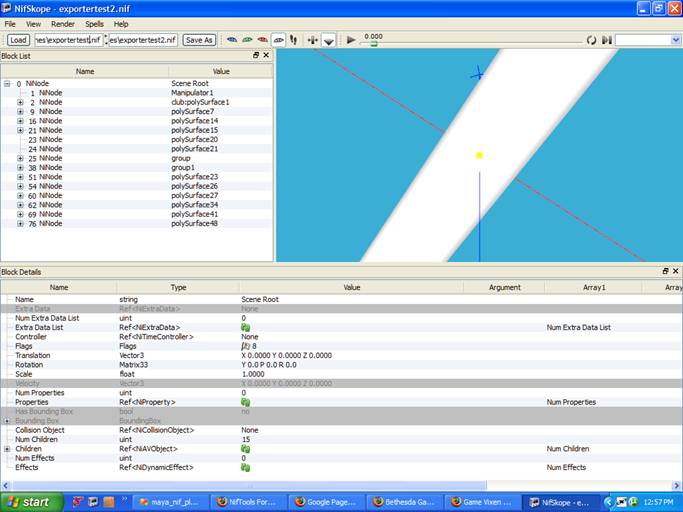 NifSkope - exportertest2.nif
File View Render Spells Help
Load nes\exportertest.nif es\exportertest2.nif Save As 0.000
Block List
Name Value
0 NiNode Scene Root
1 NiNode Manipulator1
2 NiNode club:polySurface1
9 NiNode polySurface7
16 NiNode polySurface14
21 NiNode polySurface15
23 NiNode polySurface20
24 NiNode polySurface21
25 NiNode group
38 NiNode group1
51 NiNode polySurface23
54 NiNode polySurface26
60 NiNode polySurface27
62 NiNode polySurface34
69 NiNode polySurface41
76 NiNode polySurface48
Block Details
Name Type Value Argument Array1 Array
Name string Scene Root
Extra Data Ref<NiExtraData> None
Num Extra Data List uint 0
Extra Data List Ref<NiExtraData> Num Extra Data List
Controller Ref<NiTimeController> None
Flags Flags 8
Translation Vector3 X 0.0000 Y 0.0000 Z 0.0000
Rotation Matrix33 Y 0.0 P 0.0 R 0.0
Scale float 1.0000
Velocity Vector3 X 0.0000 Y 0.0000 Z 0.0000
Num Properties uint 0
Properties Ref<NiProperty> Num Properties
Has Bounding Box bool no
Bounding Box BoundingBox
Collision Object Ref<NiCollisionObject> None
Num Children uint 15
Children Ref<NiAVObject> Num Children
Num Effects uint 0
Effects Ref<NiDynamicEffect> Num Effects
start maya_nif_pl... NifTools For... Google Page... Bethesda Ga... Game Vixen ... NifSkope - e... 12:57 PM